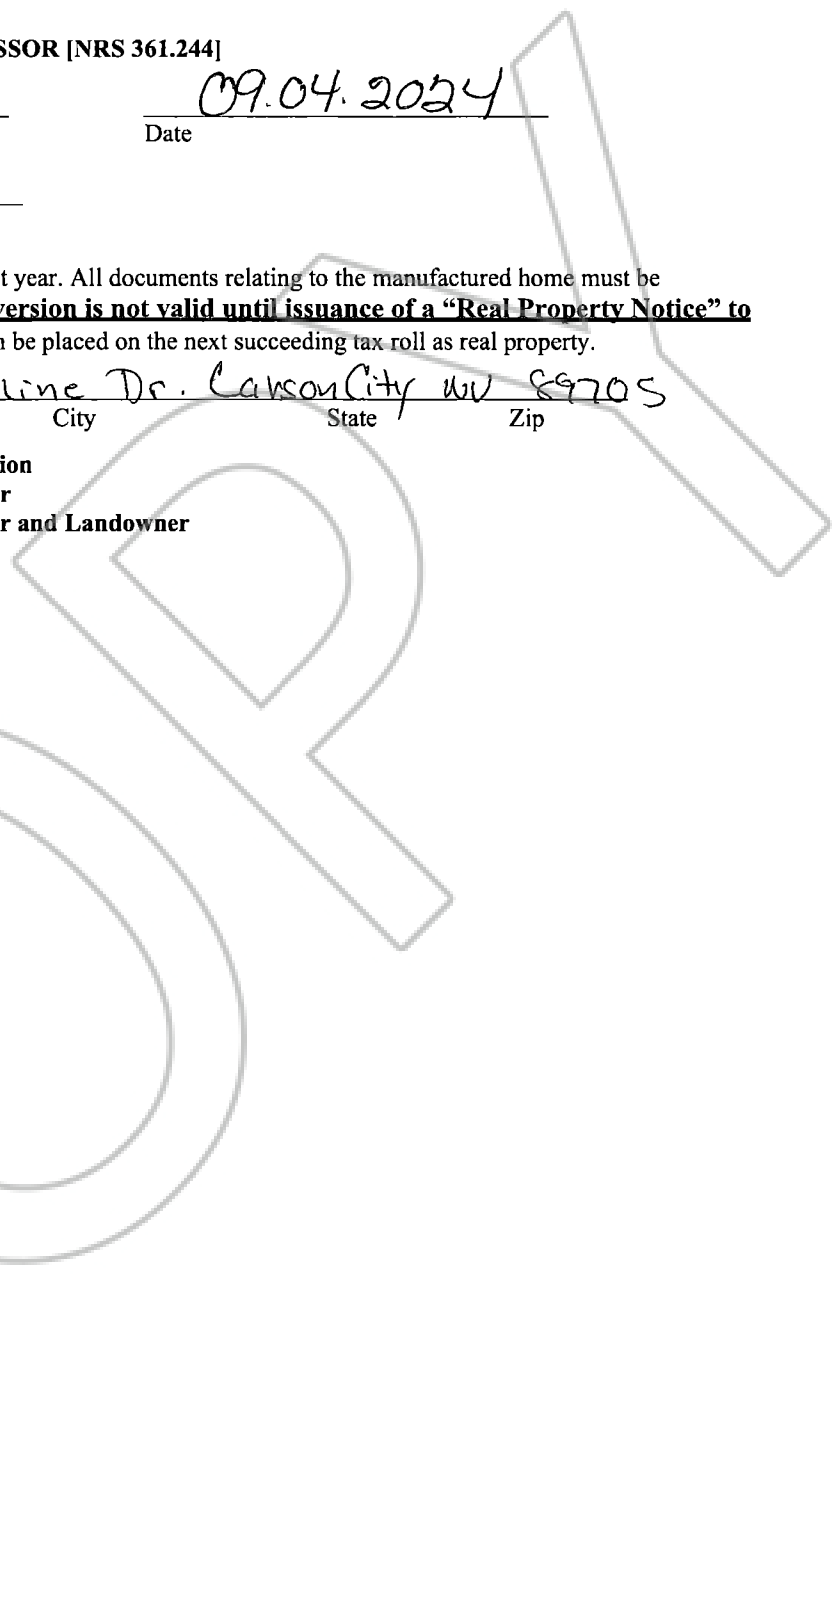 SSOR [NRS 361.244]
09.04.2024
Date
t year. All documents relating to the manufactured home must be
version is not valid until issuance of a “Real Property Notice” to
be placed on the next succeeding tax roll as real property.
line Dr. Carson City NV 89705
City State Zip
ion
r
r and Landowner
OPY